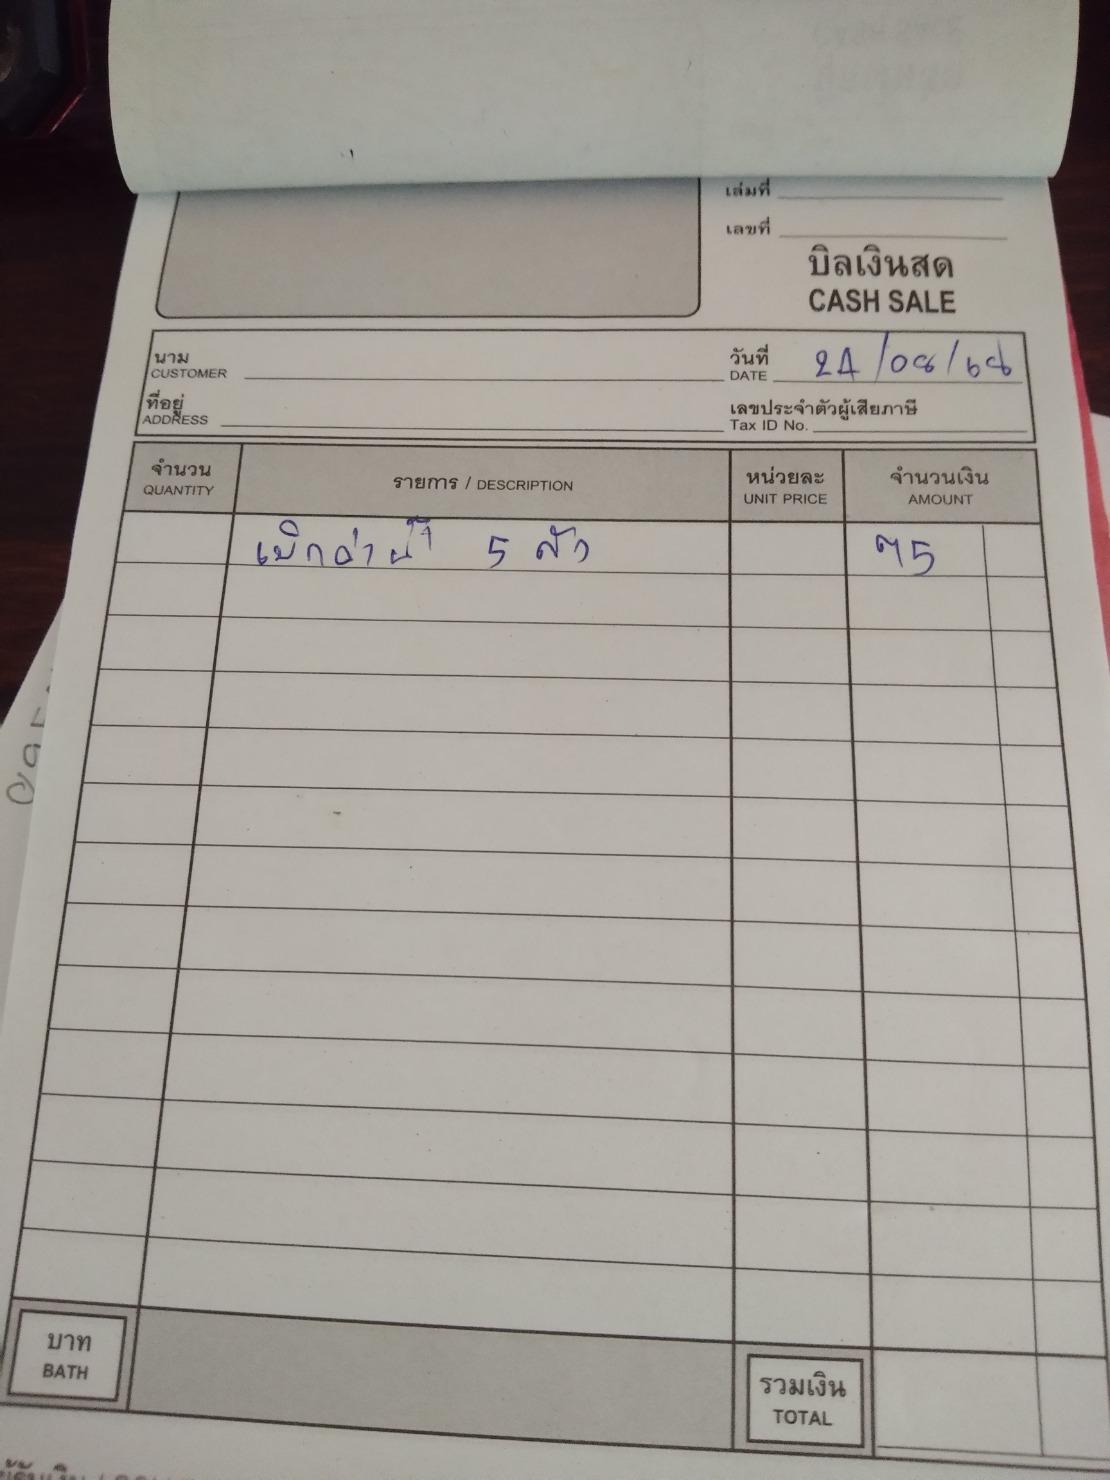 เล่มที่
เลขที่
บิลเงินสด
CASH SALE
นาม
CUSTOMER
วันที่ 24/08/68
DATE
ที่อยู่
ADDRESS
เลขประจำตัวผู้เสียภาษี
Tax ID No.
จำนวน
QUANTITY
รายการ / DESCRIPTION
หน่วยละ
UNIT PRICE
จำนวนเงิน
AMOUNT
เบิกค่าน้ำ 5 ถัง 75
บาท
BATH
รวมเงิน
TOTAL